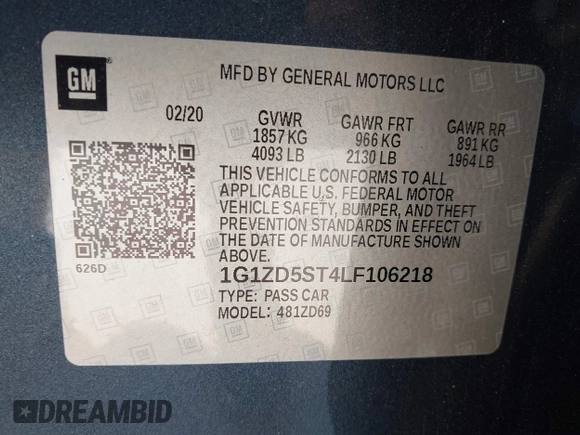 GM
MFD BY GENERAL MOTORS LLC
02/20 GVWR GAWR FRT GAWR RR
1857 KG 966 KG 891 KG
4093 LB 2130 LB 1964 LB
THIS VEHICLE CONFORMS TO ALL
APPLICABLE U.S. FEDERAL MOTOR
VEHICLE SAFETY, BUMPER, AND THEFT
PREVENTION STANDARDS IN EFFECT ON
THE DATE OF MANUFACTURE SHOWN
ABOVE.
626D
1G1ZD5ST4LF106218
TYPE: PASS CAR
MODEL: 481ZD69
DREAMBID